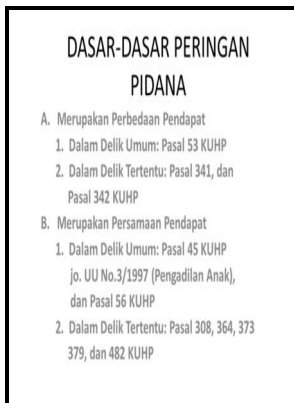 DASAR-DASAR PERINGAN
PIDANA
A. Merupakan Perbedaan Pendapat
1. Dalam Delik Umum: Pasal 53 KUHP
2. Dalam Delik Tertentu: Pasal 341, dan
Pasal 342 KUHP
B. Merupakan Persamaan Pendapat
1. Dalam Delik Umum: Pasal 45 KUHP
jo. UU No.3/1997 (Pengadilan Anak),
dan Pasal 56 KUHP
2. Dalam Delik Tertentu: Pasal 308, 364, 373
379, dan 482 KUHP